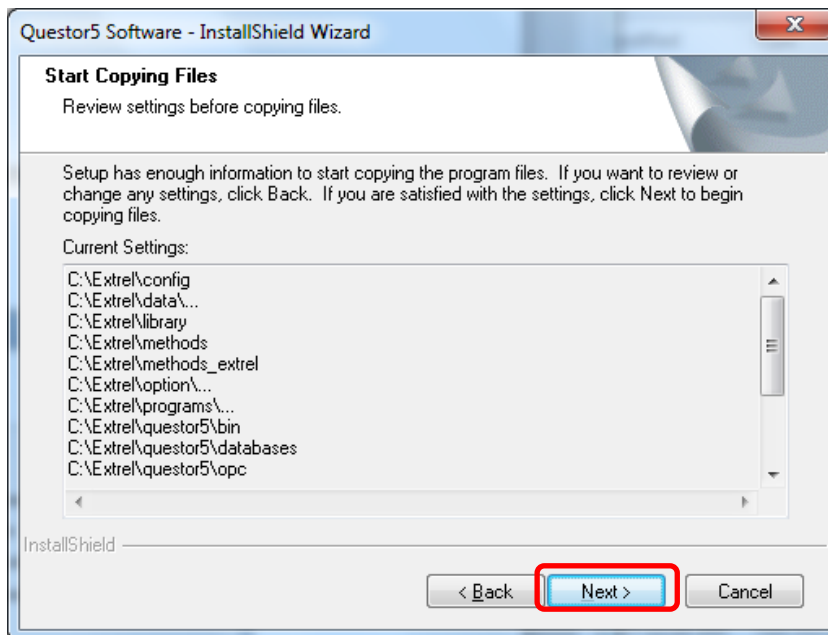 Questor5 Software - InstallShield Wizard
Start Copying Files
Review settings before copying files.
Setup has enough information to start copying the program files.  If you want to review or
change any settings, click Back.  If you are satisfied with the settings, click Next to begin
copying files.
Current Settings:
C:\Extrel\config
C:\Extrel\data\...
C:\Extrel\library
C:\Extrel\methods
C:\Extrel\methods_extrel
C:\Extrel\option\...
C:\Extrel\programs\...
C:\Extrel\questor5\bin
C:\Extrel\questor5\databases
C:\Extrel\questor5\opc
InstallShield
< Back
Next >
Cancel